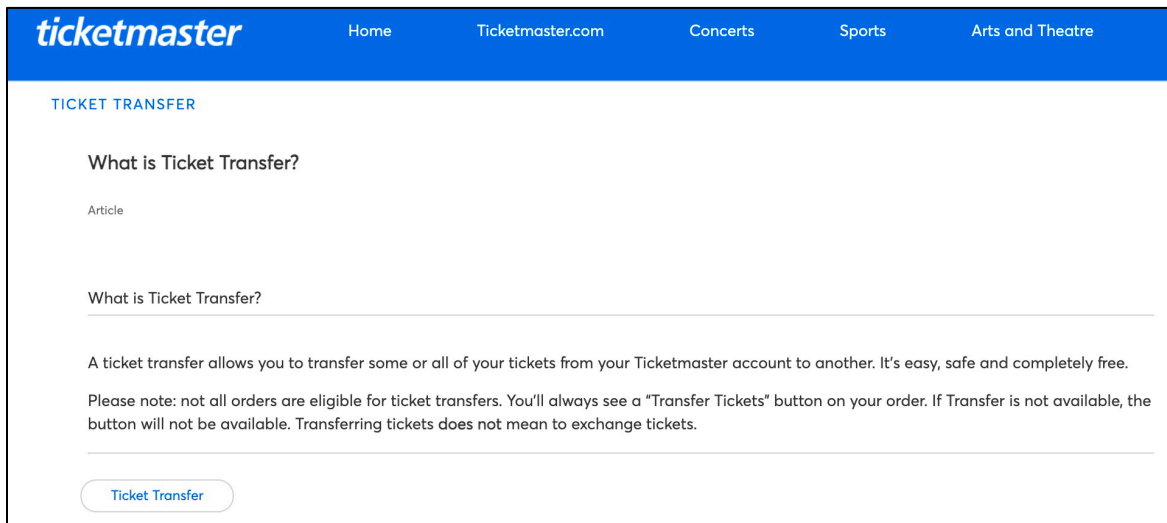 ticketmaster Home Ticketmaster.com Concerts Sports Arts and Theatre
TICKET TRANSFER
What is Ticket Transfer?
Article
What is Ticket Transfer?
A ticket transfer allows you to transfer some or all of your tickets from your Ticketmaster account to another. It's easy, safe and completely free.
Please note: not all orders are eligible for ticket transfers. You'll always see a "Transfer Tickets" button on your order. If Transfer is not available, the
button will not be available. Transferring tickets does not mean to exchange tickets.
Ticket Transfer